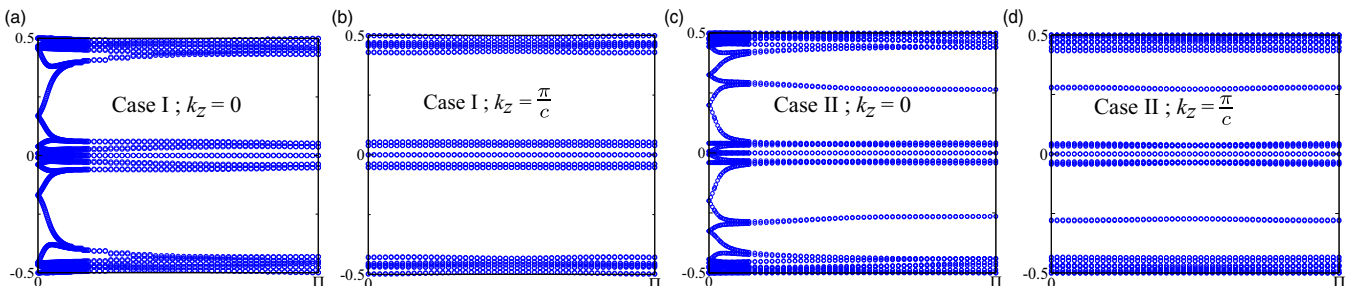 (a) (b) (c) (d)
0.5 0.5 0.5 0.5
Case I ; k_z = 0
Case I ; k_z = π/c
Case II ; k_z = 0
Case II ; k_z = π/c
0 0 0 0
-0.5 -0.5 -0.5 -0.5
0 Π 0 Π 0 Π 0 Π